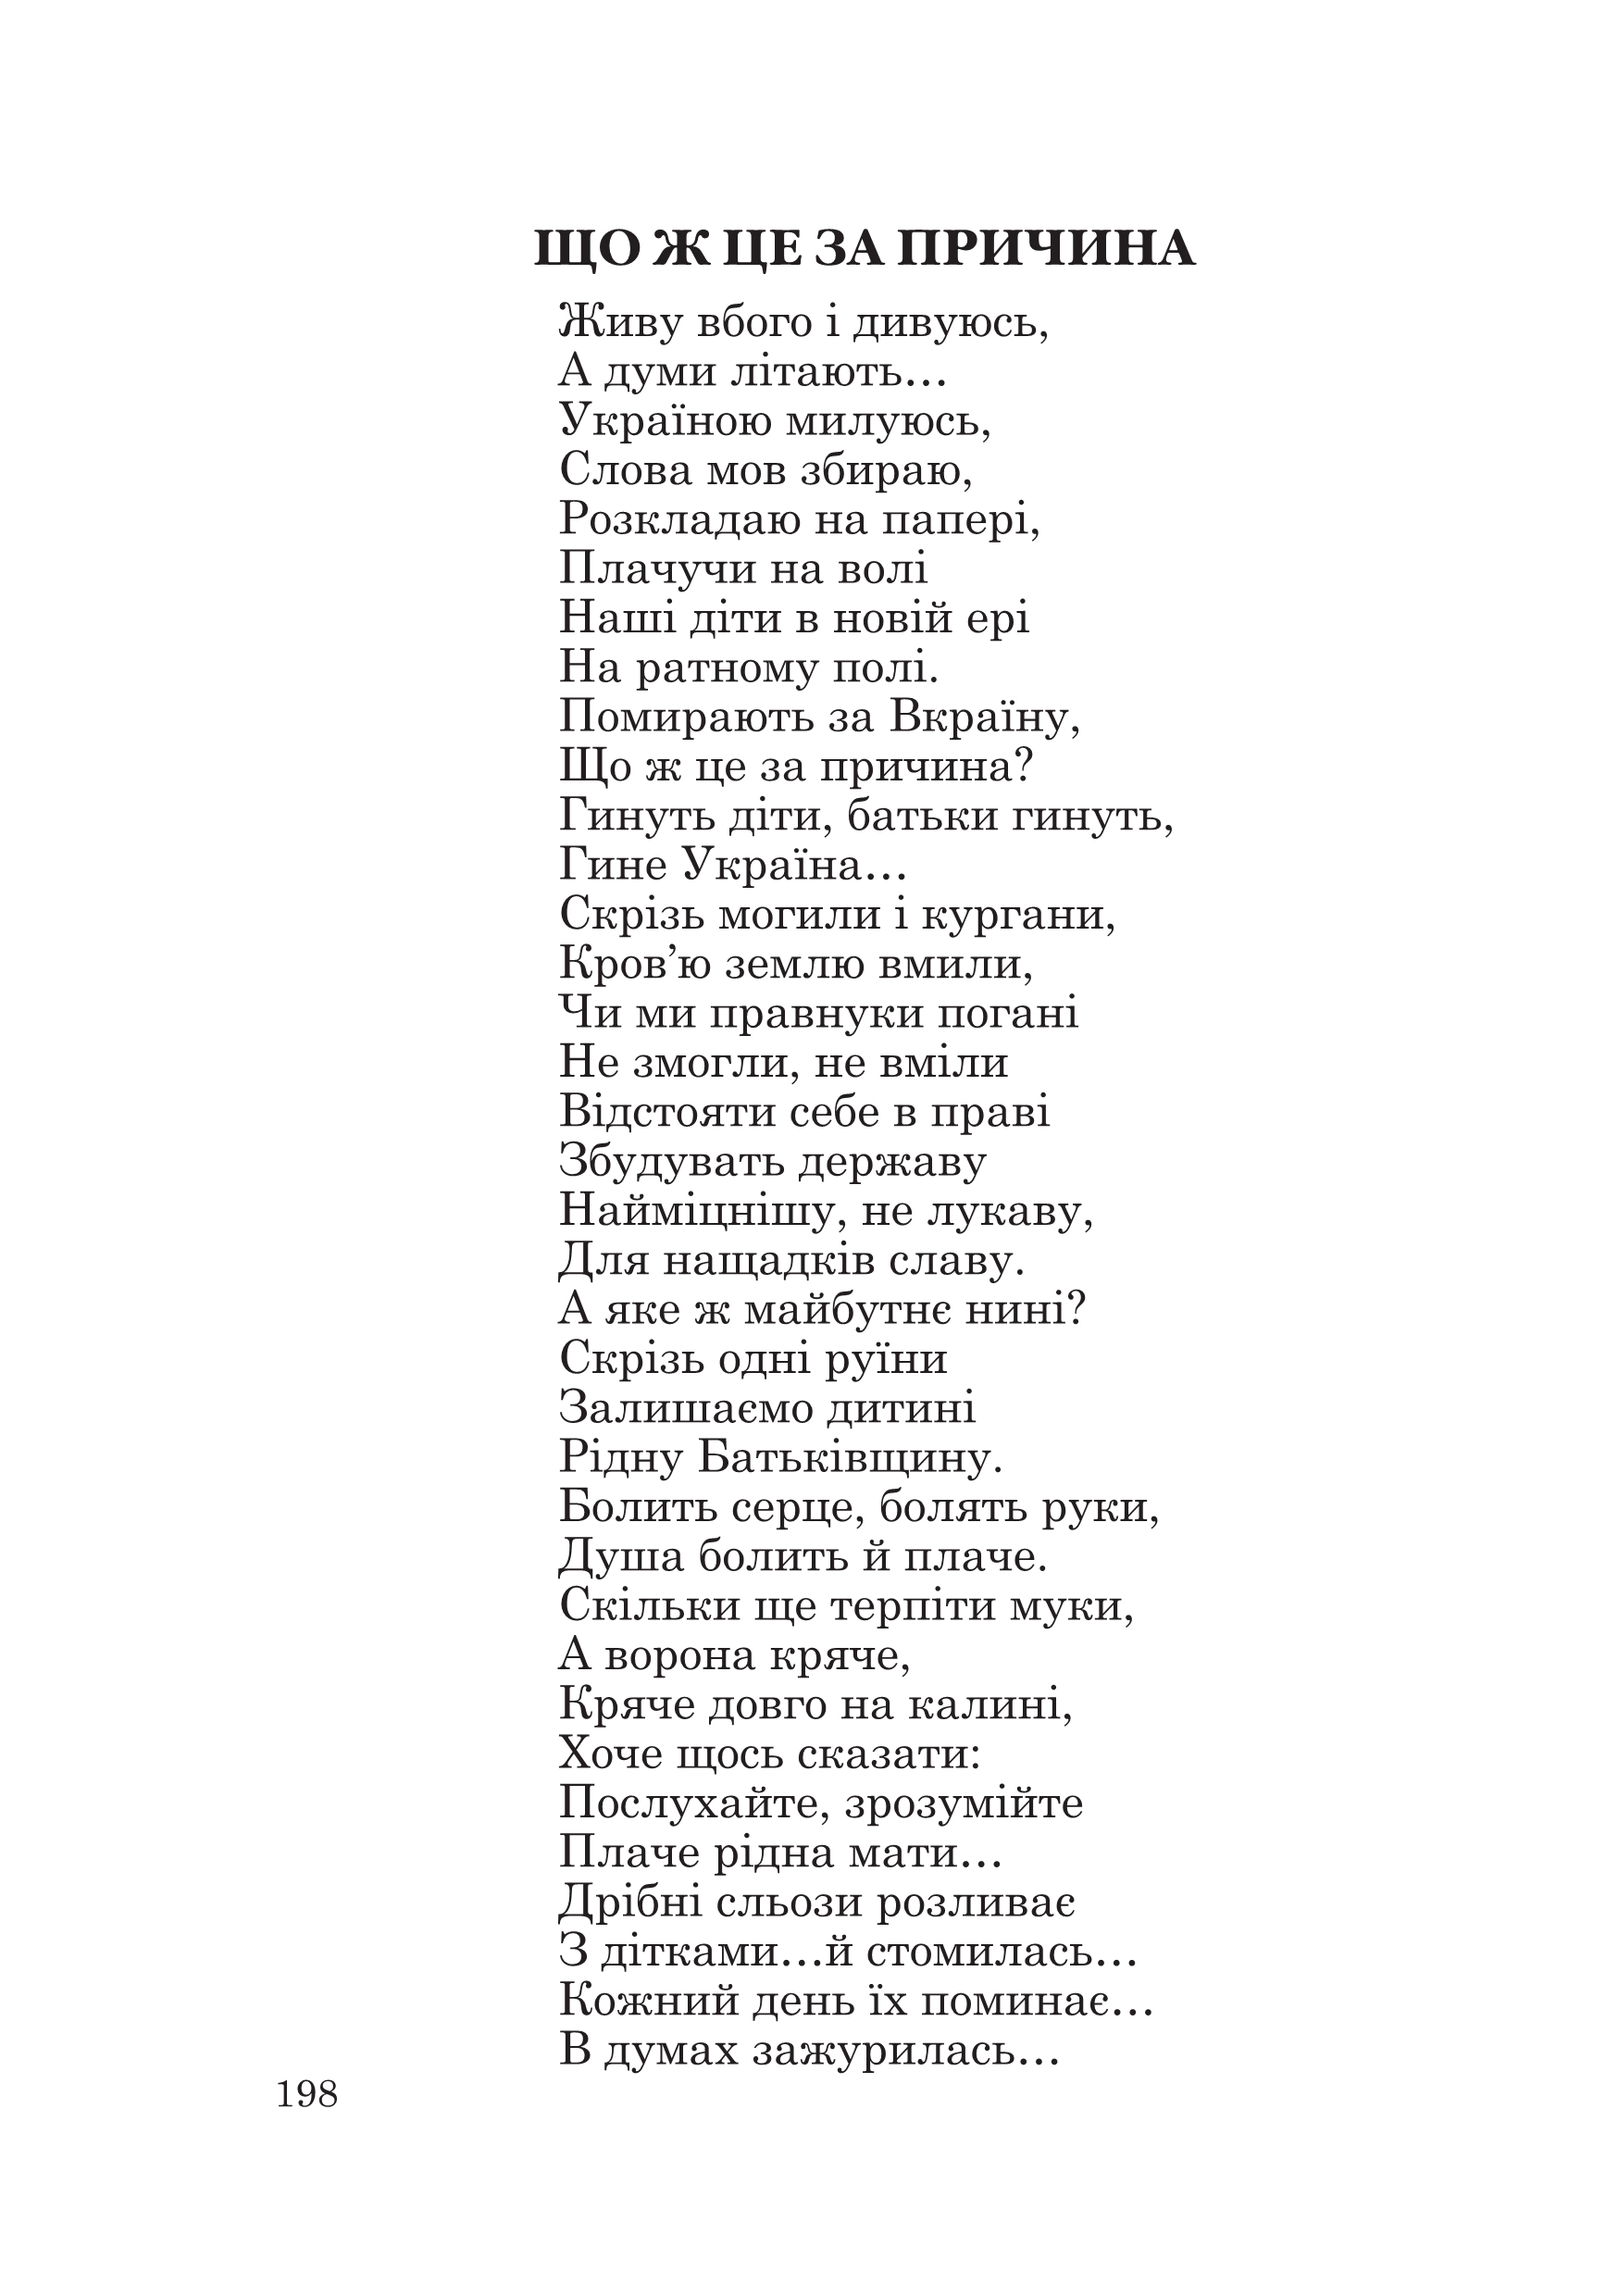 ЩО Ж ЦЕ ЗА ПРИЧИНА
Живу вбого і дивуюсь,
А думи літають…
Україною милуюсь,
Слова мов збираю,
Розкладаю на папері,
Плачучи на волі
Наші діти в новій ері
На ратному полі.
Помирають за Вкраїну,
Що ж це за причина?
Гинуть діти, батьки гинуть,
Гине Україна…
Скрізь могили і кургани,
Кров’ю землю вмили,
Чи ми правнуки погані
Не змогли, не вміли
Відстояти себе в праві
Збудувать державу
Найміцнішу, не лукаву,
Для нащадків славу.
А яке ж майбутнє нині?
Скрізь одні руїни
Залишаємо дитині
Рідну Батьківщину.
Болить серце, болять руки,
Душа болить й плаче.
Скільки ще терпіти муки,
А ворона кряче,
Кряче довго на калині,
Хоче щось сказати:
Послухайте, зрозумійте
Плаче рідна мати…
Дрібні сльози розливає
З дітками…й стомилась…
Кожний день їх поминає…
В думах зажурилась…
198